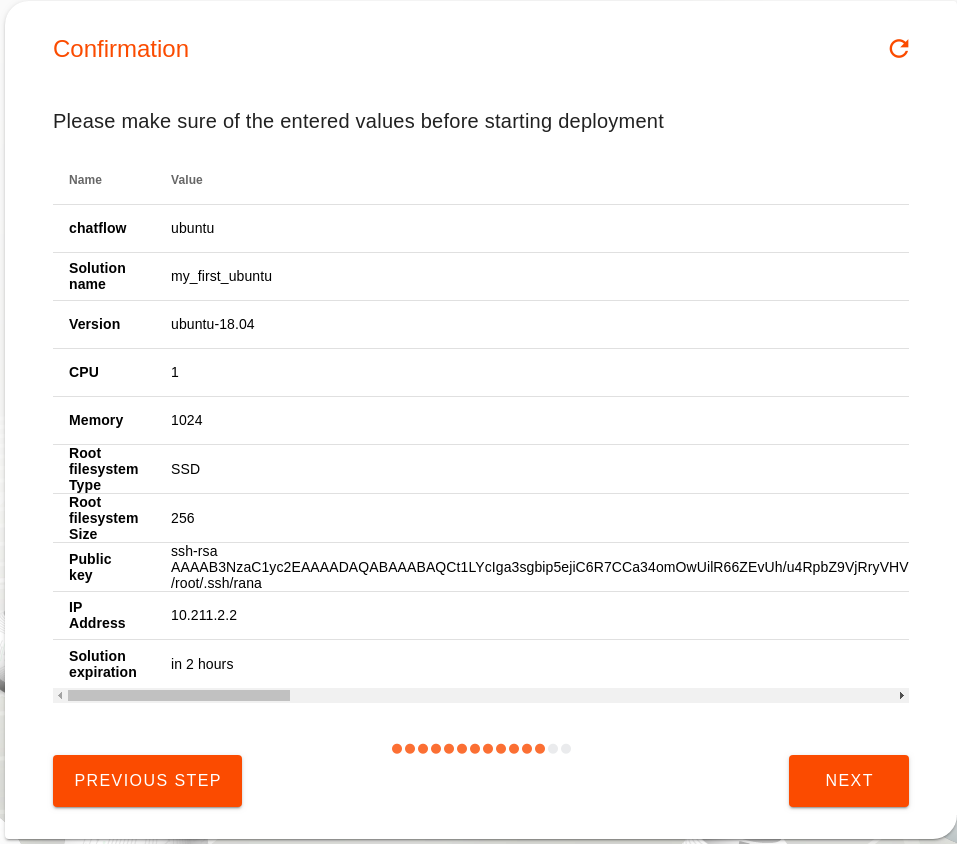 Confirmation
Please make sure of the entered values before starting deployment
Name Value
chatflow ubuntu
Solution
name my_first_ubuntu
Version ubuntu-18.04
CPU 1
Memory 1024
Root
filesystem
Type SSD
Root
filesystem
Size 256
Public
key
ssh-rsa
AAAAB3NzaC1yc2EAAAADAQABAAABAQCt1LYcIga3sgbip5ejiC6R7CCa34omOwUilR66ZEvUh/u4RpbZ9VjRryVHV
/root/.ssh/rana
IP
Address 10.211.2.2
Solution
expiration in 2 hours
PREVIOUS STEP NEXT